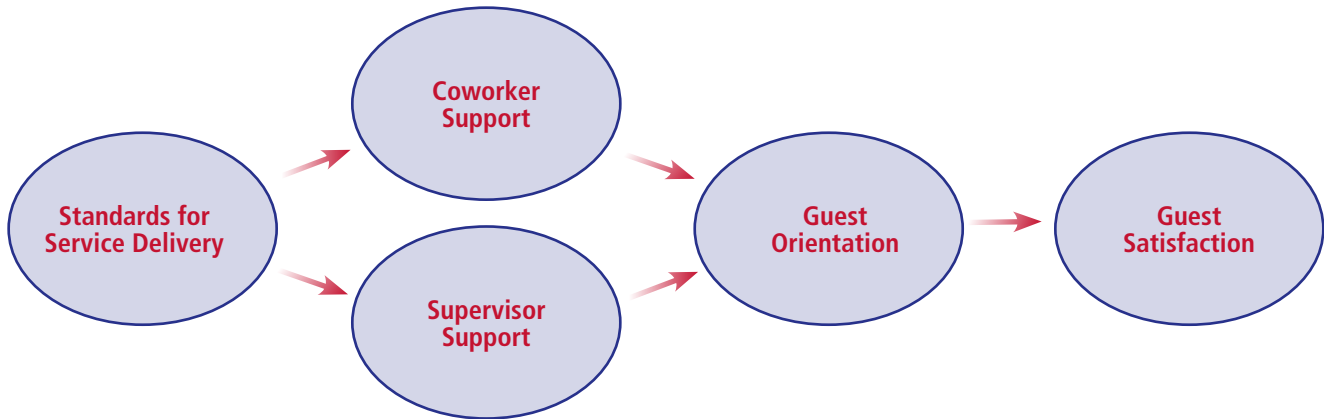 Coworker
Support
Standards for
Service Delivery
Supervisor
Support
Guest
Orientation
Guest
Satisfaction